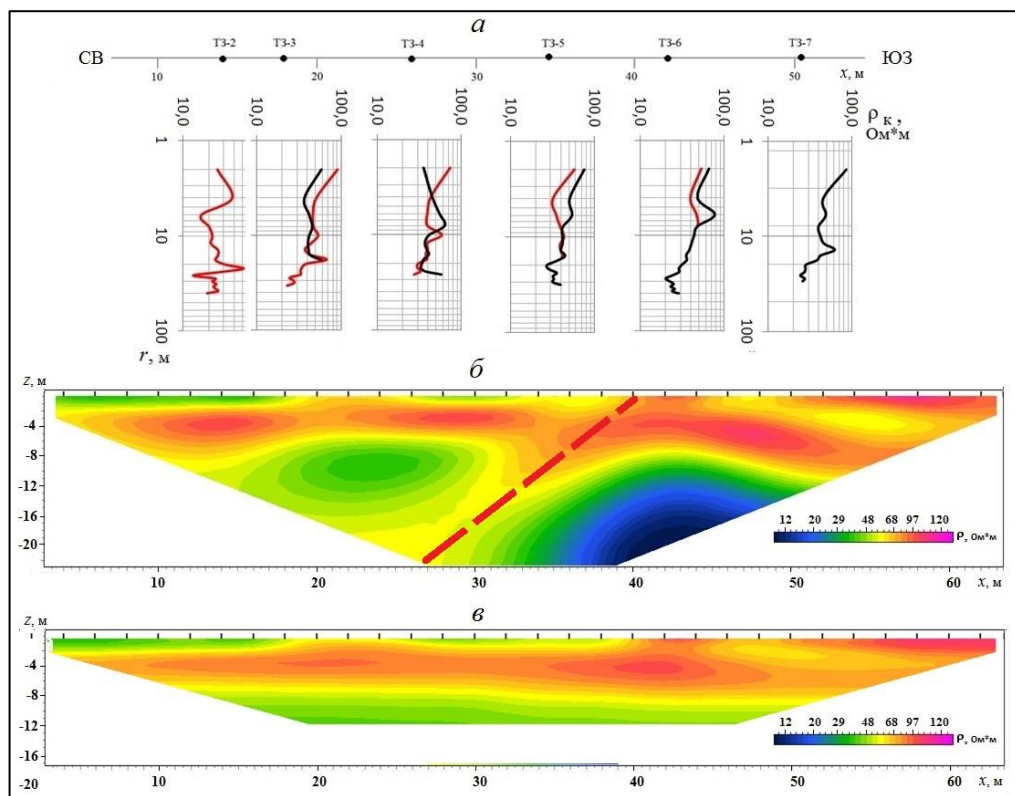 а
СВ ТЗ-2 ТЗ-3 ТЗ-4 ТЗ-5 ТЗ-6 ТЗ-7 ЮЗ
10 20 30 40 50 x, м
10,0 10,0 100,0 10,0 100,0 10,0 100,0 10,0 100,0 10,0 100,0
ρк, Ом*м
1 1
10 10
100 100
r, м
б
z, м
-4
-8
-12
-16
-20
12 20 29 48 68 97 120 ρ, Ом*м
10 20 30 40 50 60 x, м
в
z, м
-4
-8
-12
12 20 29 48 68 97 120 ρ, Ом*м
-16
-20 10 20 30 40 50 60 x, м